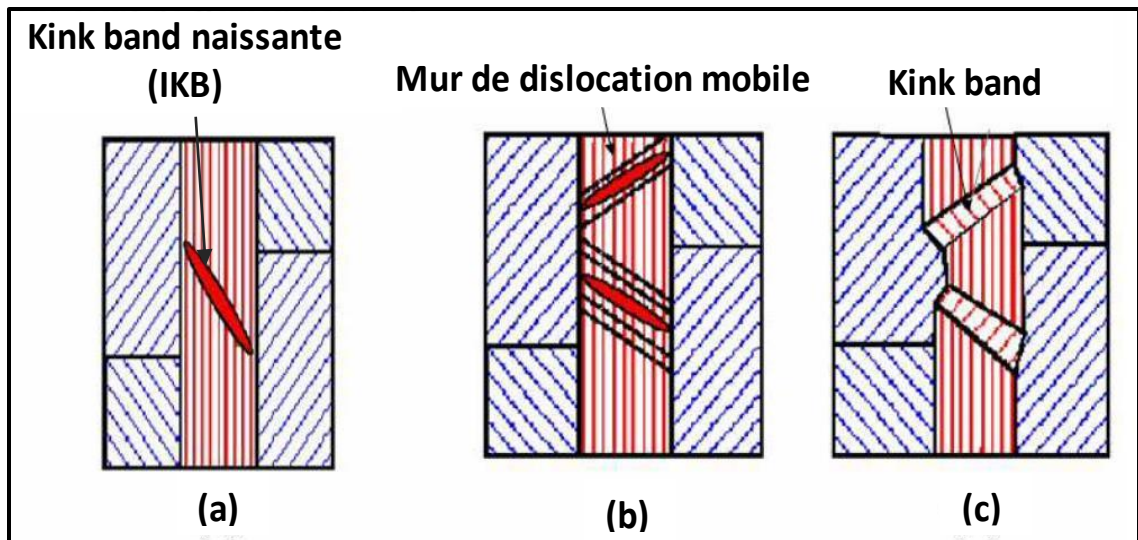 Kink band naissante
(IKB)
Mur de dislocation mobile
Kink band
(a)
(b)
(c)